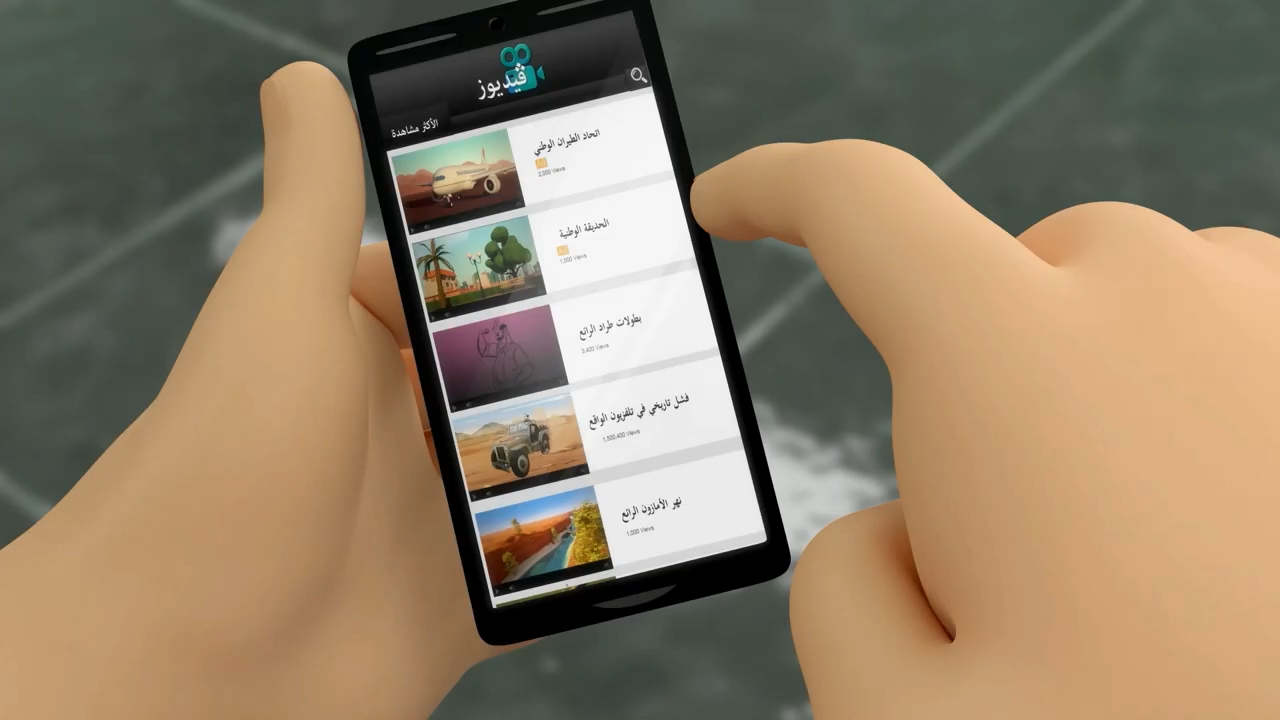 ڤيديوز
الأكثر مشاهدة
اتحاد الطيران الوطني
2,000 Views
الحديقة الوطنية
1,000 Views
بطولات طراد الرائع
3,400 Views
فشل تاريخي في تلفزيون الواقع
1,500,400 Views
نهر الأمازون الرائع
1,000 Views